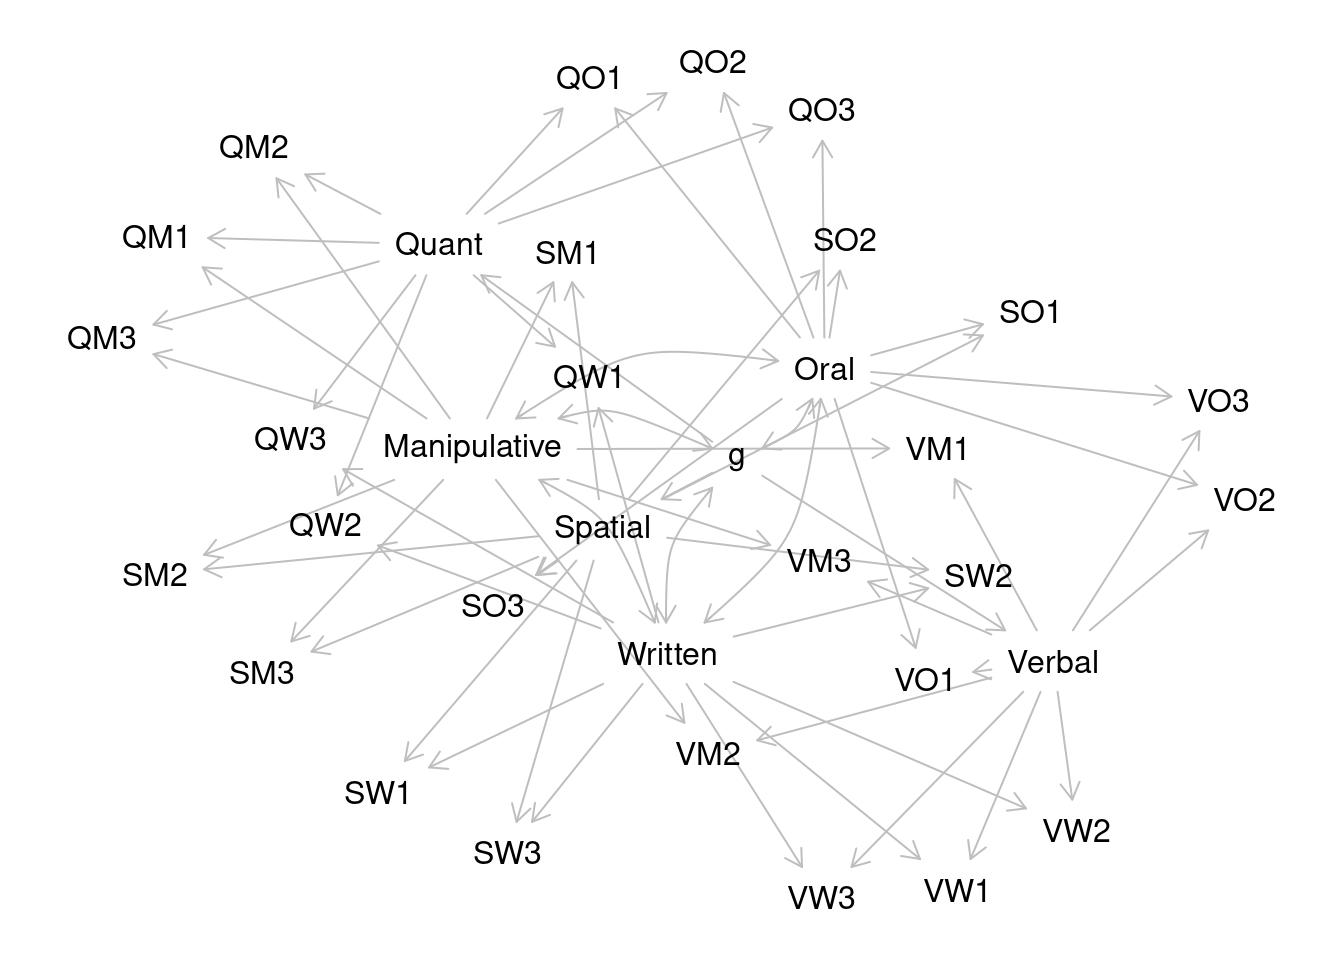 QO2
QO1
QO3
QM2
QM1
Quant
SM1
SO2
SO1
QM3
Oral
QW1
VO3
QW3
Manipulative
g
VM1
VO2
QW2
Spatial
VM3
SM2
SW2
SO3
Written
Verbal
SM3
VO1
VM2
SW1
VW2
SW3
VW1
VW3